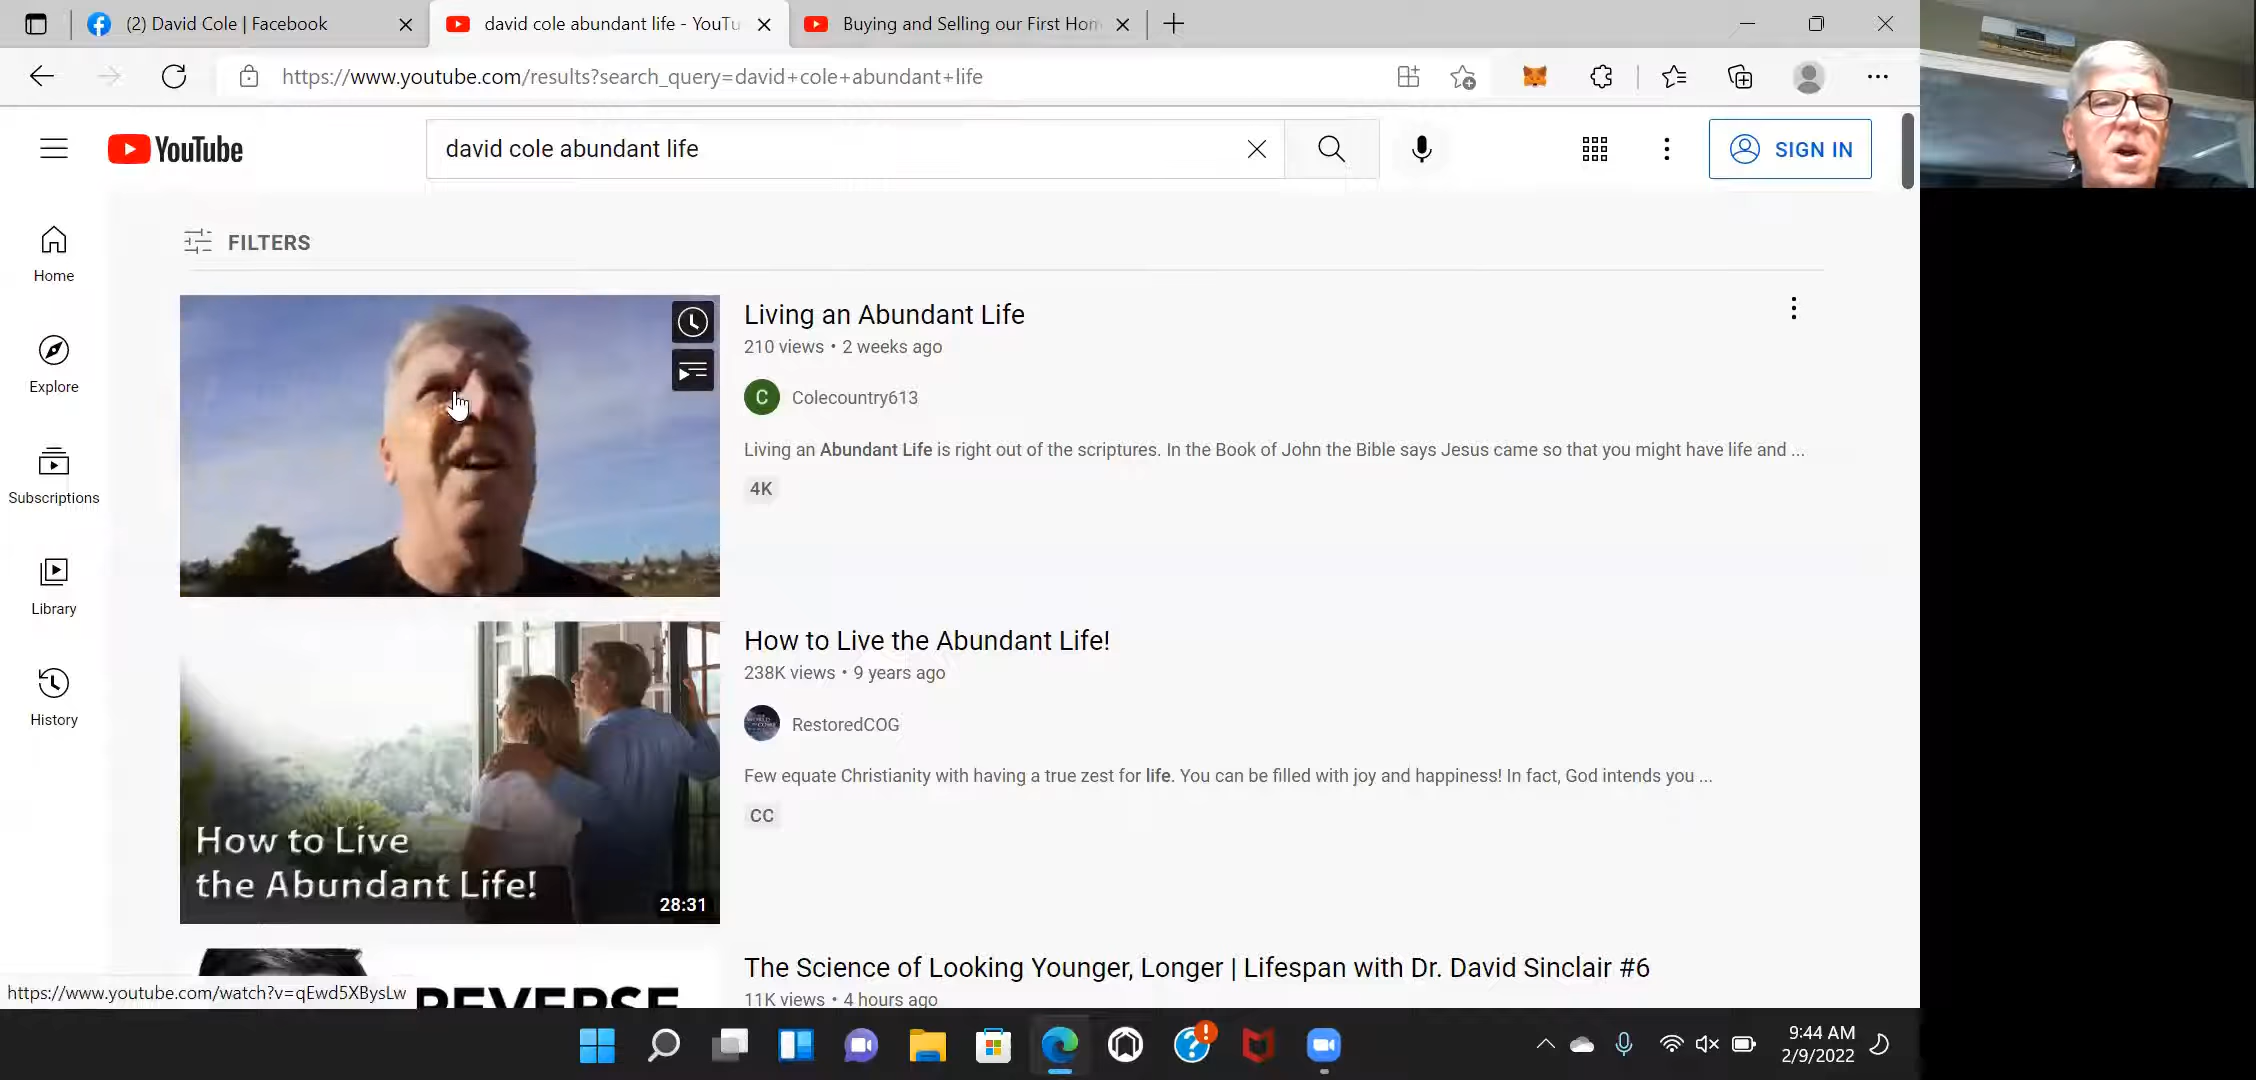 (2) David Cole | Facebook
david cole abundant life - YouTu
Buying and Selling our First Hom
https://www.youtube.com/results?search_query=david+cole+abundant+life
YouTube
david cole abundant life
SIGN IN
FILTERS
Home
Explore
Subscriptions
Library
History
Living an Abundant Life
210 views • 2 weeks ago
C
Colecountry613
Living an Abundant Life is right out of the scriptures. In the Book of John the Bible says Jesus came so that you might have life and ...
4K
How to Live
the Abundant Life!
28:31
How to Live the Abundant Life!
238K views • 9 years ago
RestoredCOG
Few equate Christianity with having a true zest for life. You can be filled with joy and happiness! In fact, God intends you ...
CC
REVERSE
The Science of Looking Younger, Longer | Lifespan with Dr. David Sinclair #6
11K views • 4 hours ago
https://www.youtube.com/watch?v=qEwd5XBysLw
9:44 AM
2/9/2022